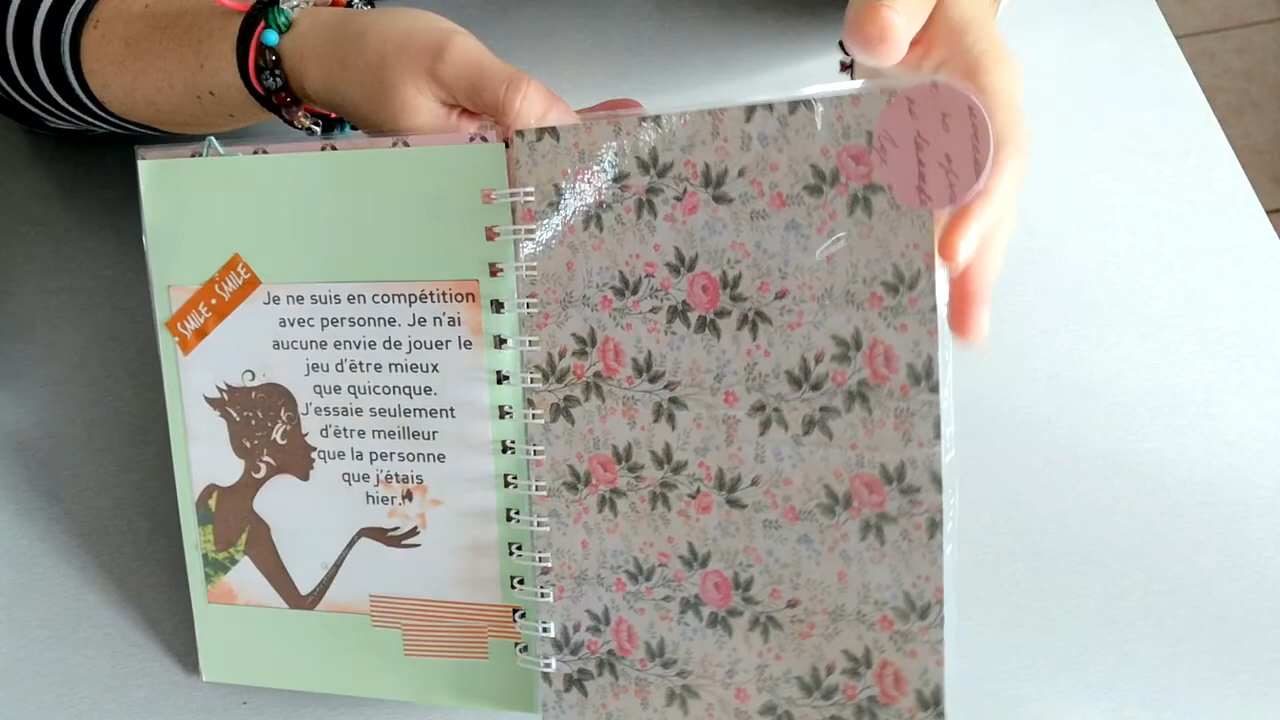 SMILE • SMILE
Je ne suis en compétition
avec personne. Je n'ai
aucune envie de jouer le
jeu d'être mieux
que quiconque.
J'essaie seulement
d'être meilleur
que la personne
que j'étais
hier.